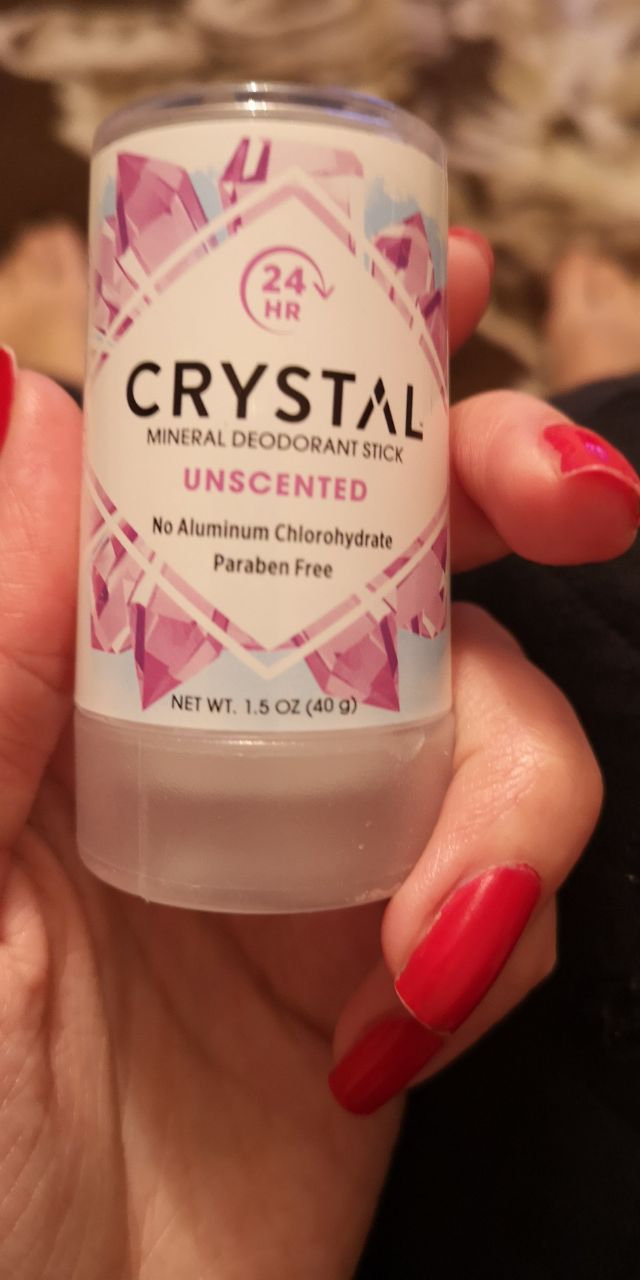 24
HR
CRYSTAL
MINERAL DEODORANT STICK
UNSCENTED
No Aluminum Chlorohydrate
Paraben Free
NET WT. 1.5 OZ (40 g)